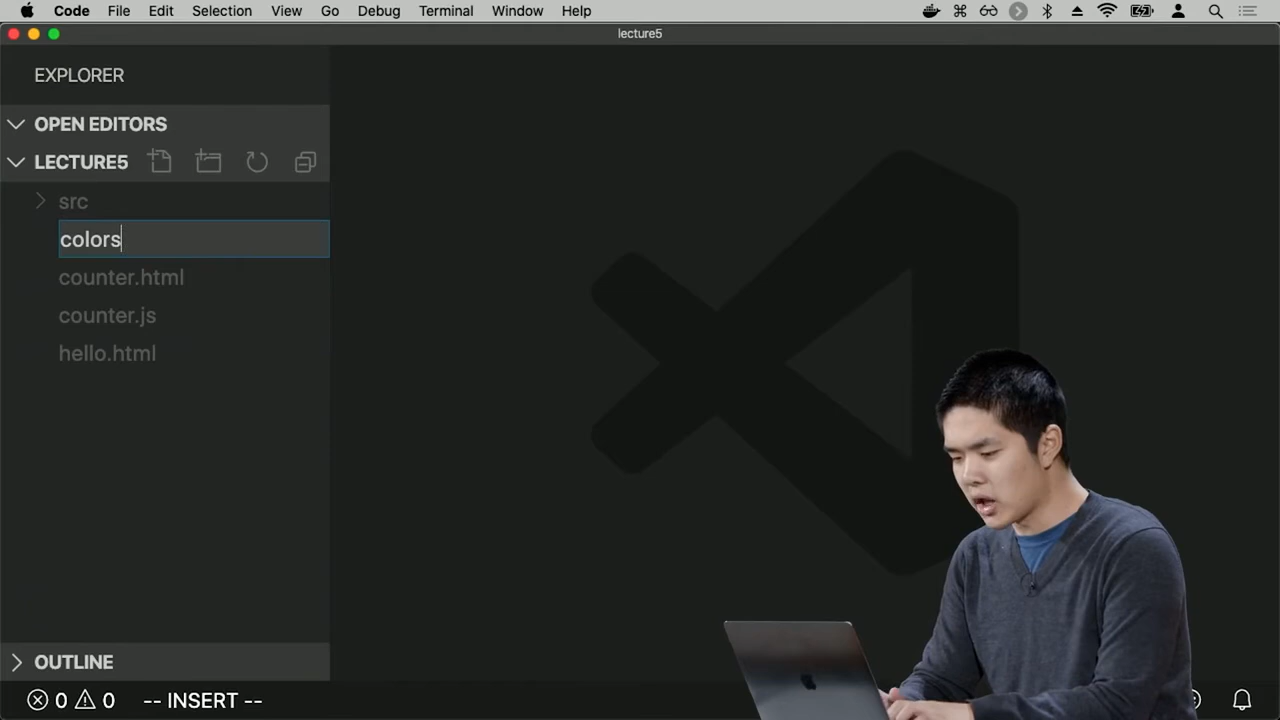 Code File Edit Selection View Go Debug Terminal Window Help
lecture5
EXPLORER
OPEN EDITORS
LECTURE5
src
colors
counter.html
counter.js
hello.html
OUTLINE
0 0 -- INSERT --